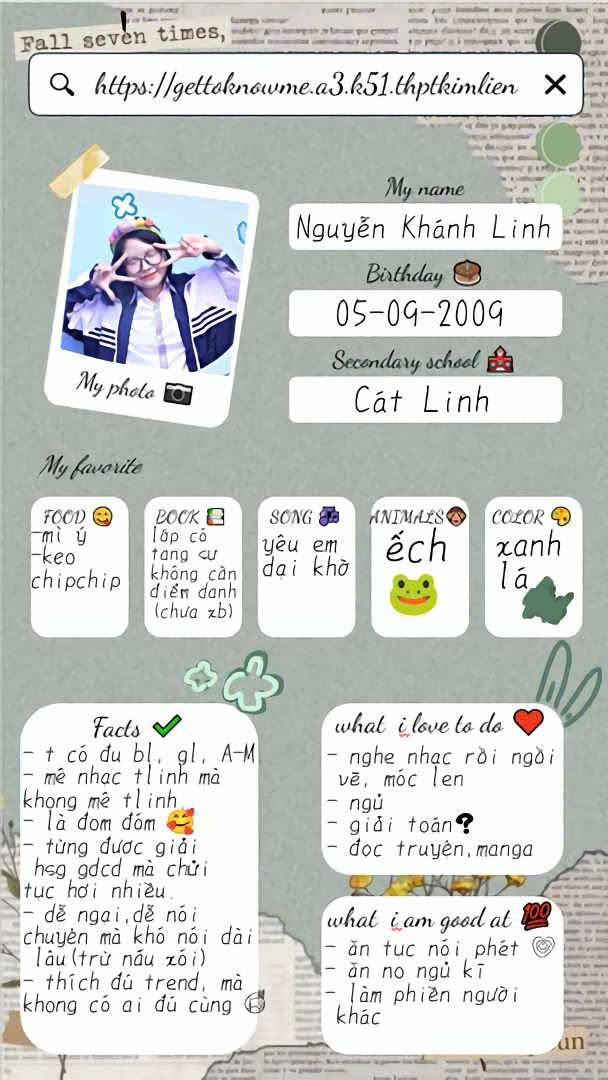 Fall seven times,
https://gettoknowme.a3.k51.thptkimlien
My name
Nguyễn Khánh Linh
Birthday
05-09-2009
Secondary school
Cát Linh
My photo
My favorite
FOOD
-mì ý
-keo
chipchip
BOOK
lớp có
tang sự
không cần
điểm danh
(chưa xb)
SONG
yêu em
dại khờ
ANIMALS
ếch
COLOR
xanh
lá
Facts
- t có đu bl, gl, A-M
- mê nhạc tlinh mà
khong mê tlinh
- là đom đóm
- từng được giải
hsg gdcd mà chửi
tục hơi nhiều.
- dễ ngại,dễ nói
chuyện mà khó nói dài
lâu(trừ nấu xói)
- thích đú trend, mà
khong có ai đú cùng
what i love to do
- nghe nhạc rồi ngồi
vẽ, móc len
- ngủ
- giải toán?
- đọc truyện,manga
what i am good at 100
- ăn tục nói phét
- ăn no ngủ kĩ
- làm phiền người
khác